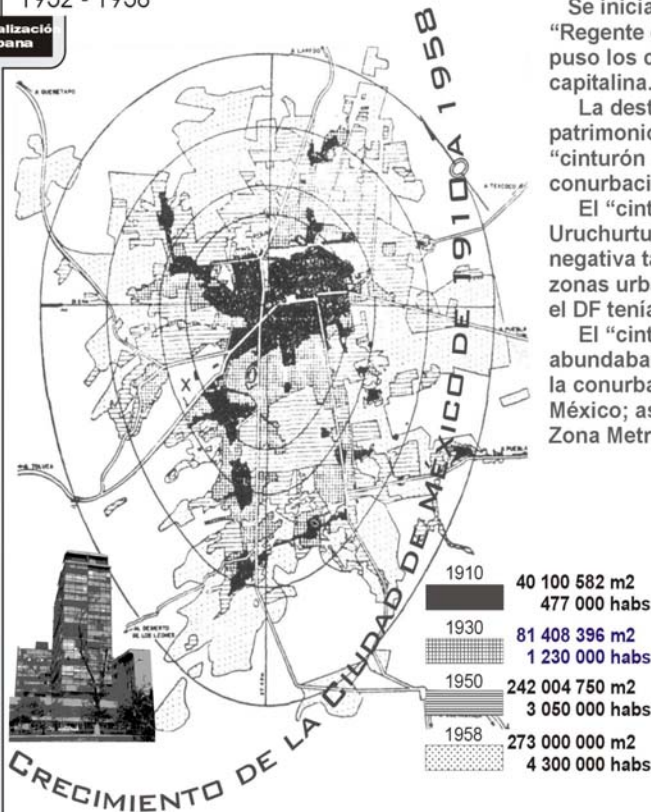 1952 - 1958
Se inicia
“Regente
puso los
capitalina.
La dest
patrimonio
“cinturón
conurbaci
El “cint
Uruchurtu
negativa ta
zonas urb
el DF tenía
El “cint
abundaba
la conurba
México; as
Zona Metr
alización
bana
A LAREDO
A QUERETARO
A TEXCOCO
A PUEBLA
A PUEBLA
A TOLUCA
AL DESIERTO
DE LOS LEONES
CRECIMIENTO DE LA CIUDAD DE MÉXICO DE 1910 A 1958
1910
40 100 582 m2
477 000 habs
1930
81 408 396 m2
1 230 000 habs
1950
242 004 750 m2
3 050 000 habs
1958
273 000 000 m2
4 300 000 habs